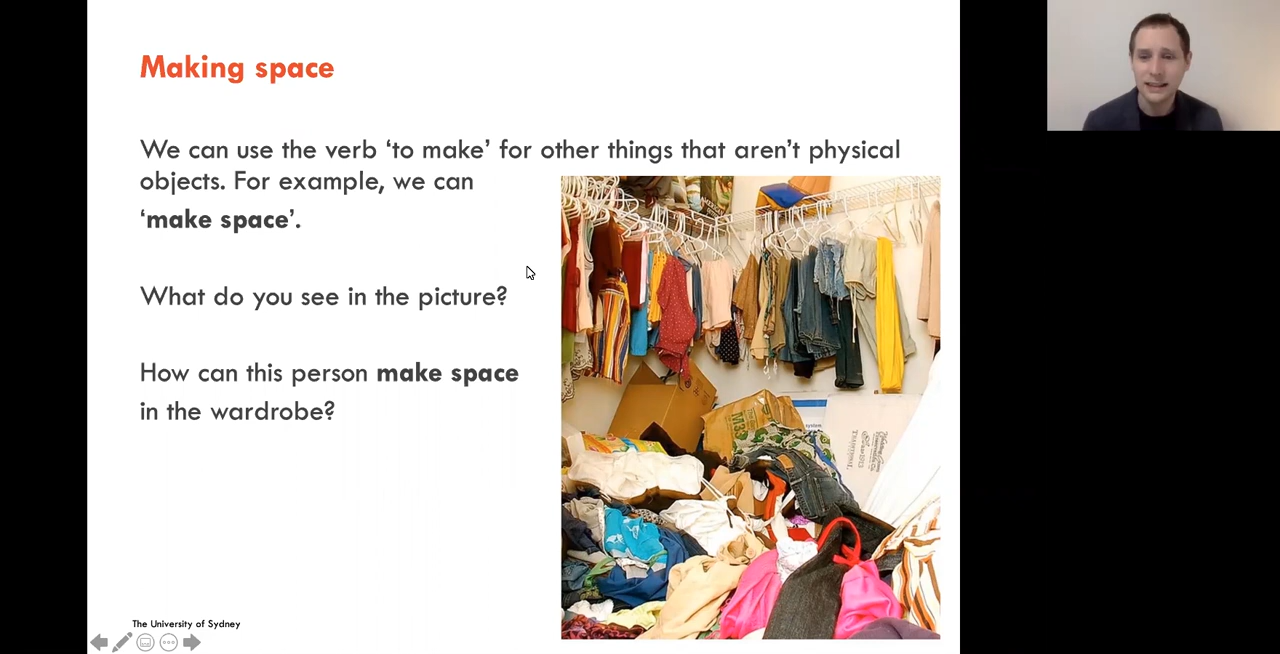 Making space
We can use the verb ‘to make’ for other things that aren’t physical
objects. For example, we can
‘make space’.
What do you see in the picture?
How can this person make space
in the wardrobe?
The University of Sydney